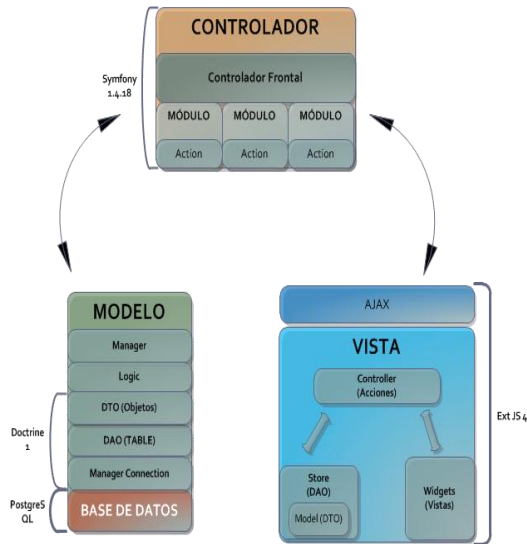 CONTROLADOR
Controlador Frontal
Symfony
1.4.18
MÓDULO
MÓDULO
MÓDULO
Action
Action
Action
MODELO
Manager
Logic
DTO (Objetos)
DAO (TABLE)
Manager Connection
BASE DE DATOS
Doctrine
1
PostgreS
QL
AJAX
VISTA
Controller
(Acciones)
Store
(DAO)
Model (DTO)
Widgets
(Vistas)
Ext JS 4